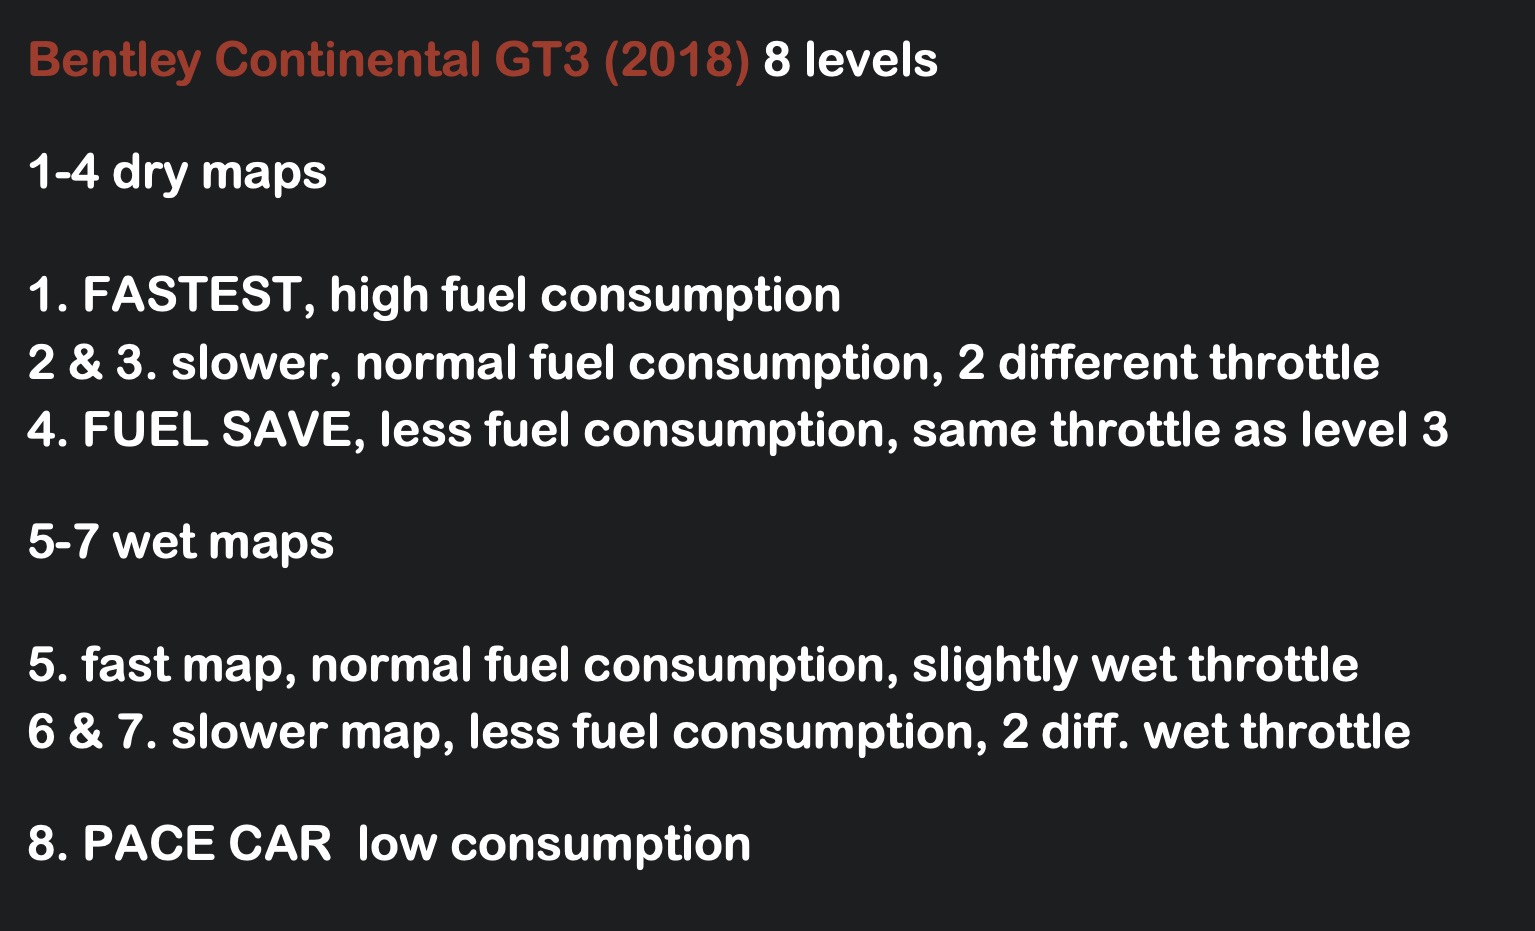 Bentley Continental GT3 (2018) 8 levels
1-4 dry maps
1. FASTEST, high fuel consumption
2 & 3. slower, normal fuel consumption, 2 different throttle
4. FUEL SAVE, less fuel consumption, same throttle as level 3
5-7 wet maps
5. fast map, normal fuel consumption, slightly wet throttle
6 & 7. slower map, less fuel consumption, 2 diff. wet throttle
8. PACE CAR  low consumption